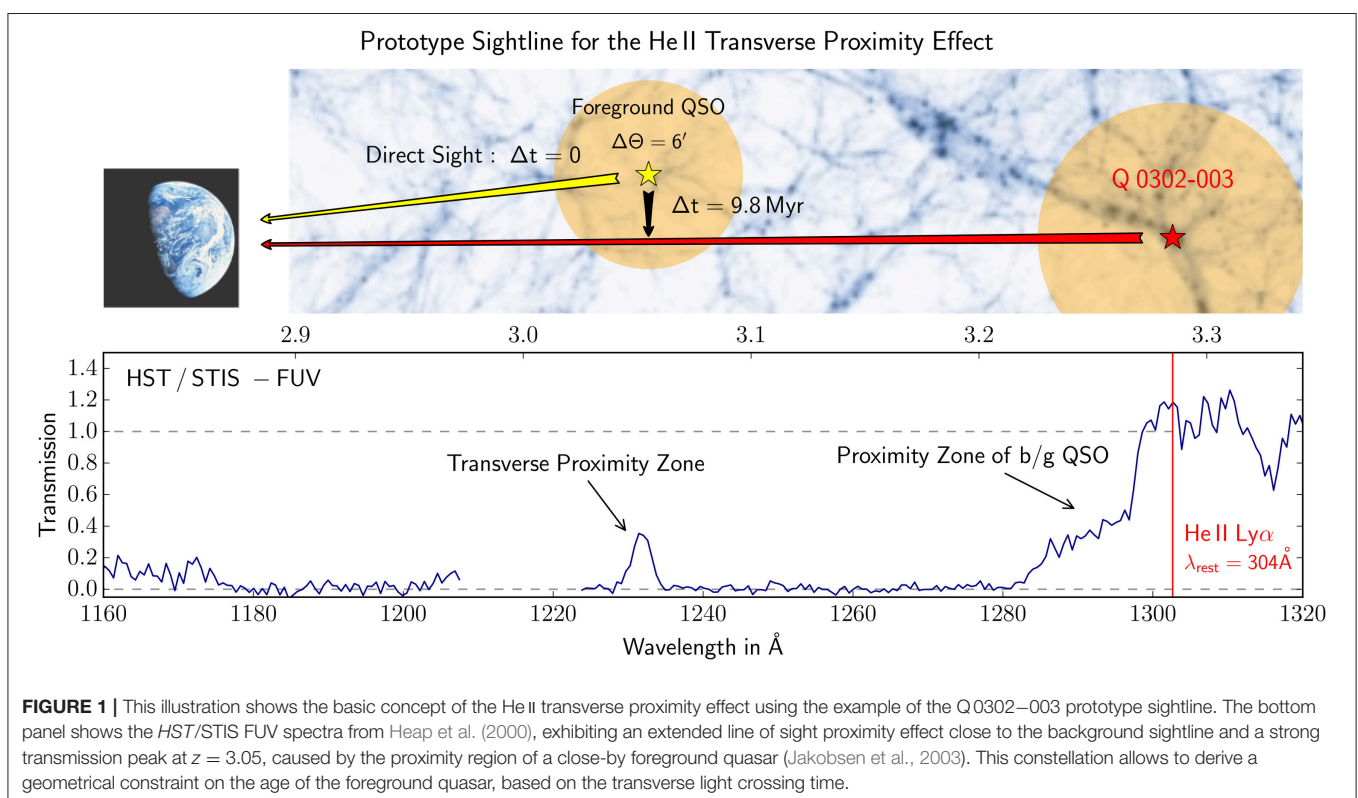 Prototype Sightline for the He II Transverse Proximity Effect
Foreground QSO
ΔΘ = 6′
Direct Sight : Δt = 0
Q 0302-003
Δt = 9.8 Myr
2.9 3.0 3.1 3.2 3.3
HST / STIS − FUV
Transverse Proximity Zone
Proximity Zone of b/g QSO
He II Lyα
λrest = 304Å
Transmission
1.4
1.2
1.0
0.8
0.6
0.4
0.2
0.0
1160 1180 1200 1220 1240 1260 1280 1300 1320
Wavelength in Å
FIGURE 1 | This illustration shows the basic concept of the He II transverse proximity effect using the example of the Q 0302−003 prototype sightline. The bottom
panel shows the HST/STIS FUV spectra from Heap et al. (2000), exhibiting an extended line of sight proximity effect close to the background sightline and a strong
transmission peak at z = 3.05, caused by the proximity region of a close-by foreground quasar (Jakobsen et al., 2003). This constellation allows to derive a
geometrical constraint on the age of the foreground quasar, based on the transverse light crossing time.